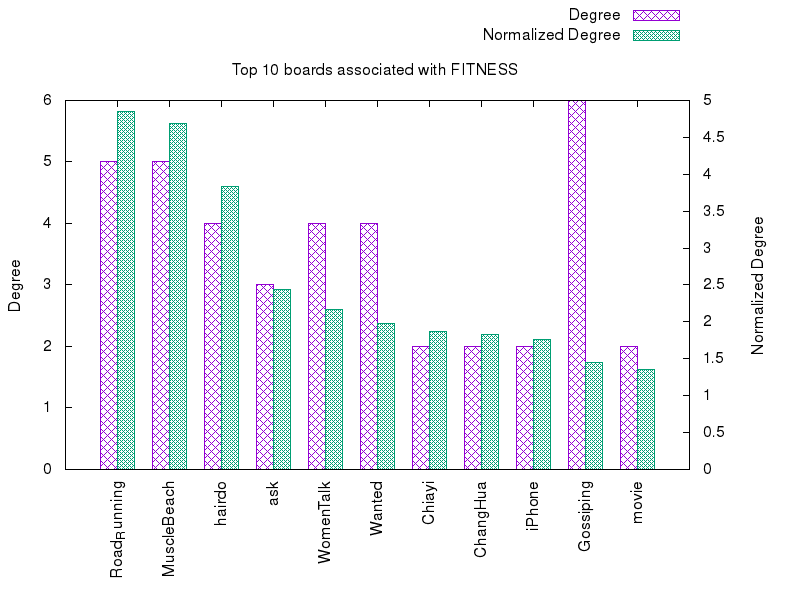 Degree
Normalized Degree
Top 10 boards associated with FITNESS
6
5
4
3
2
1
0
5
4.5
4
3.5
3
2.5
2
1.5
1
0.5
0
Degree
Normalized Degree
RoadRunning
MuscleBeach
hairdo
ask
WomenTalk
Wanted
Chiayi
ChangHua
iPhone
Gossiping
movie